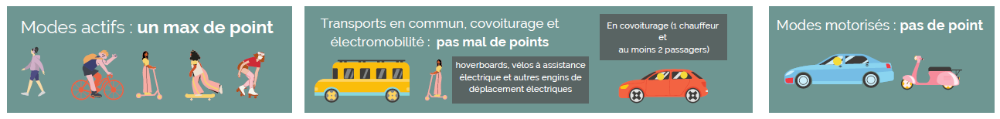 Modes actifs : un max de point
Transports en commun, covoiturage et
électromobilité : pas mal de points
hoverboards, vélos à assistance
électrique et autres engins de
déplacement électriques
En covoiturage (1 chauffeur
et
au moins 2 passagers)
Modes motorisés : pas de point